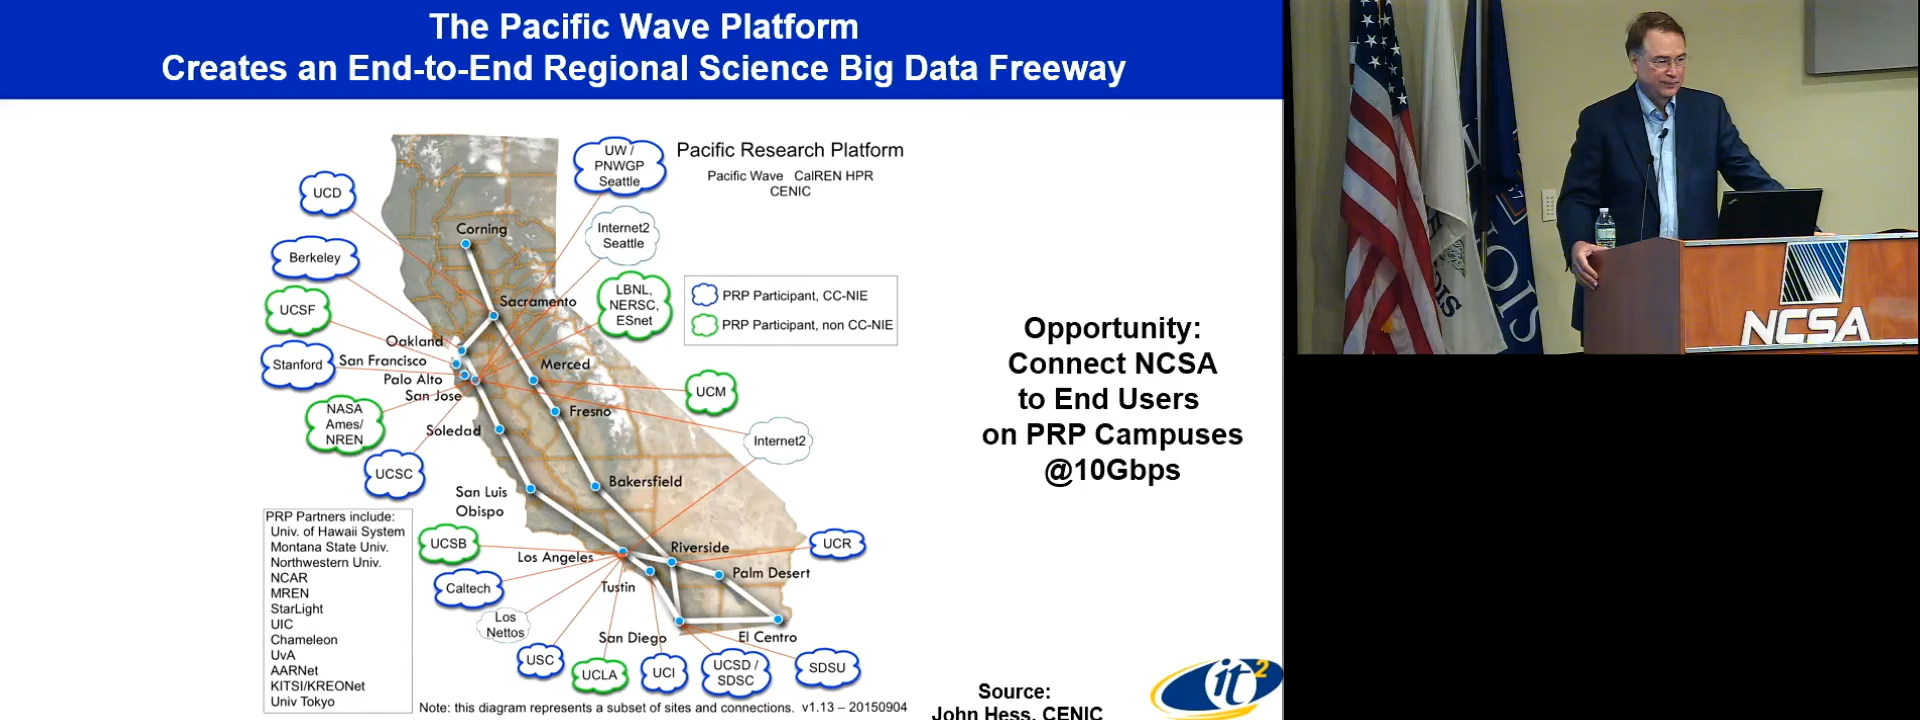 The Pacific Wave Platform
Creates an End-to-End Regional Science Big Data Freeway
Pacific Research Platform
Pacific Wave CalREN HPR
CENIC
UW /
PNWGP
Seattle
UCD
Internet2
Seattle
Corning
Berkeley
LBNL,
NERSC,
ESnet
PRP Participant, CC-NIE
PRP Participant, non CC-NIE
UCSF
Sacramento
Oakland
San Francisco
Stanford
Palo Alto
San Jose
Merced
UCM
NASA
Ames/
NREN
Fresno
Soledad
Internet2
UCSC
Bakersfield
San Luis
Obispo
PRP Partners include:
Univ. of Hawaii System
Montana State Univ.
Northwestern Univ.
NCAR
MREN
StarLight
UIC
Chameleon
UvA
AARNet
KITSI/KREONet
Univ Tokyo
UCSB
Los Angeles
Riverside
UCR
Caltech
Tustin
Palm Desert
Los
Nettos
San Diego
El Centro
USC
UCLA
UCI
UCSD /
SDSC
SDSU
Note: this diagram represents a subset of sites and connections. v1.13 – 20150904
Opportunity:
Connect NCSA
to End Users
on PRP Campuses
@10Gbps
Source:
John Hess, CENIC
it2
NCSA